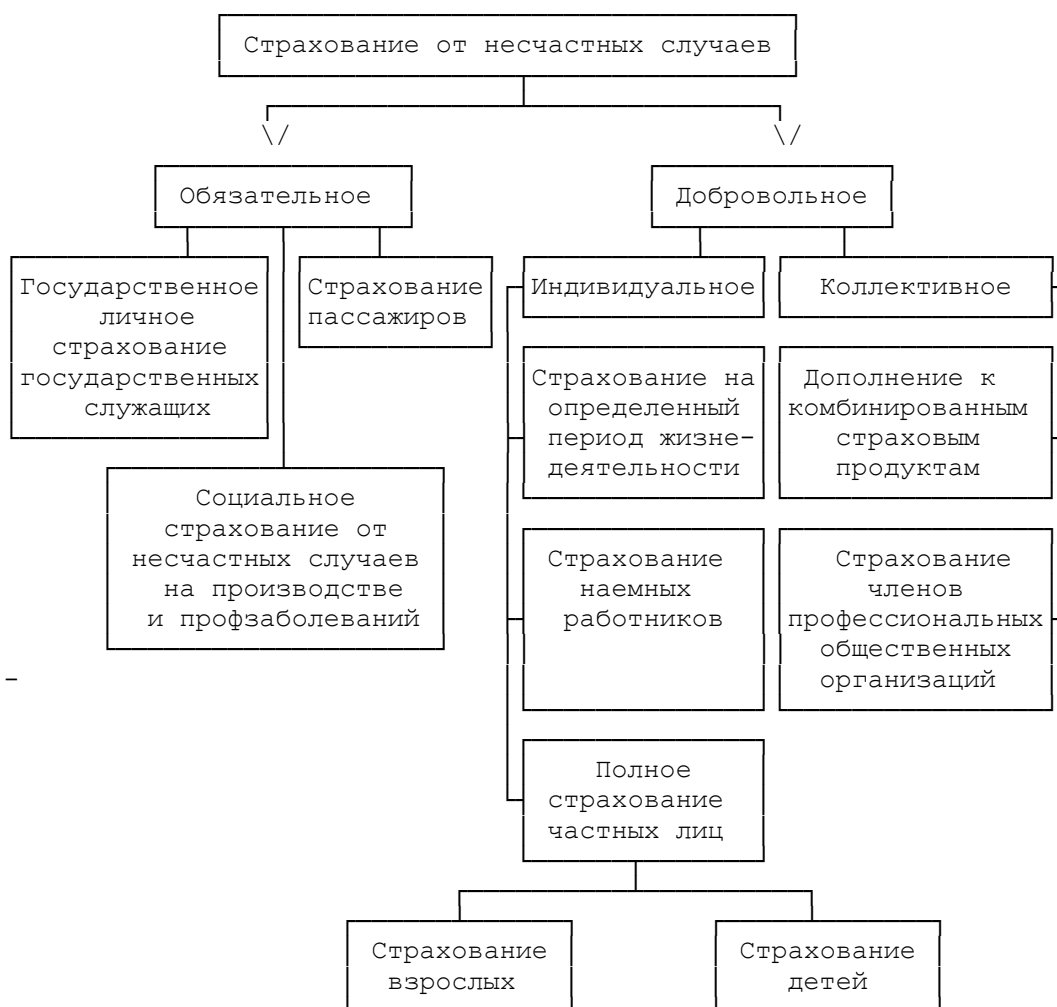 Страхование от несчастных случаев
\/
\/
Обязательное
Добровольное
Государственное
личное
страхование
государственных
служащих
Страхование
пассажиров
Социальное
страхование от
несчастных случаев
на производстве
и профзаболеваний
Индивидуальное
Страхование на
определенный
период жизне-
деятельности
Страхование
наемных
работников
Полное
страхование
частных лиц
Коллективное
Дополнение к
комбинированным
страховым
продуктам
Страхование
членов
профессиональных
общественных
организаций
Страхование
взрослых
Страхование
детей